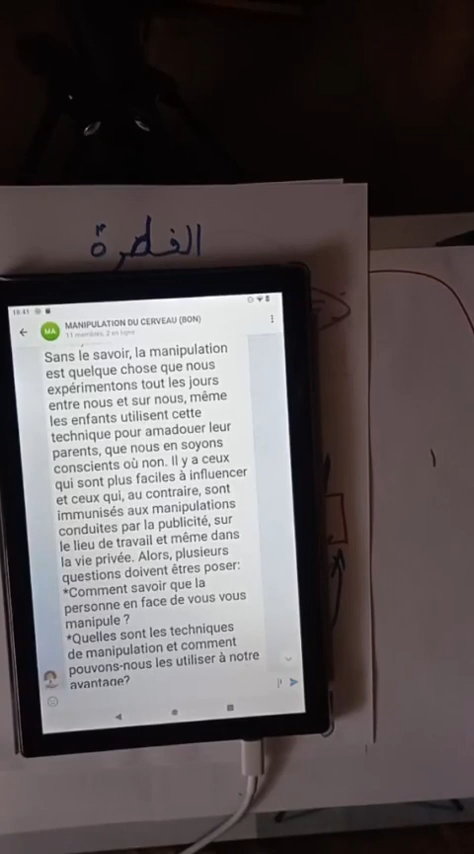 الفطرة
18:41
MA
MANIPULATION DU CERVEAU (BON)
11 membres, 2 en ligne
Sans le savoir, la manipulation
est quelque chose que nous
expérimentons tout les jours
entre nous et sur nous, même
les enfants utilisent cette
technique pour amadouer leur
parents, que nous en soyons
conscients où non. Il y a ceux
qui sont plus faciles à influencer
et ceux qui, au contraire, sont
immunisés aux manipulations
conduites par la publicité, sur
le lieu de travail et même dans
la vie privée. Alors, plusieurs
questions doivent êtres poser:
*Comment savoir que la
personne en face de vous vous
manipule ?
*Quelles sont les techniques
de manipulation et comment
pouvons-nous les utiliser à notre
avantage?